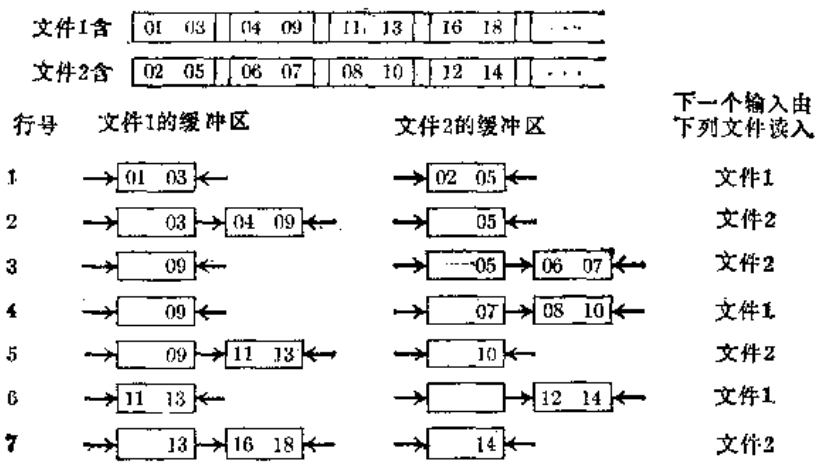 文件1含 01 03 04 09 11 13 16 18 ...
文件2含 02 05 06 07 08 10 12 14 ...
下一个输入由
行号 文件1的缓冲区 文件2的缓冲区 下列文件读入
1 01 03 02 05 文件1
2 03 04 09 05 文件2
3 09 05 06 07 文件2
4 09 07 08 10 文件1
5 09 11 13 10 文件2
6 11 13 12 14 文件1
7 13 16 18 14 文件2